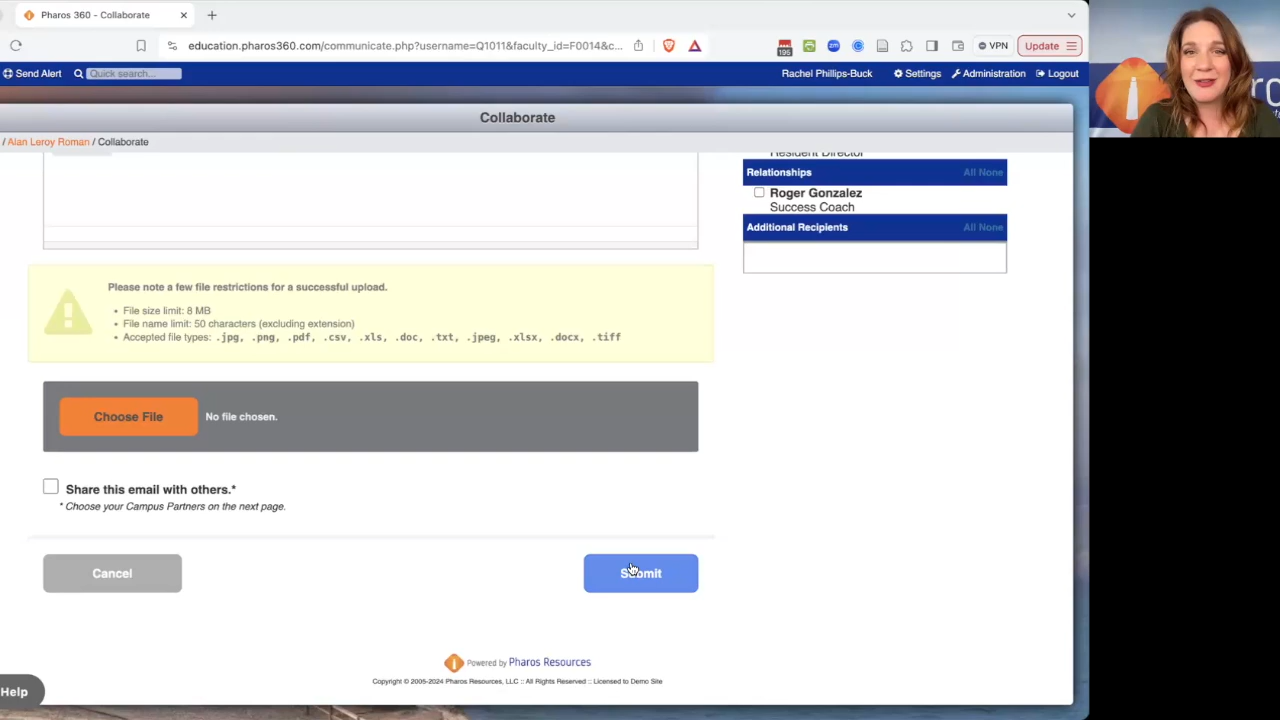 Pharos 360 - Collaborate
education.pharos360.com/communicate.php?username=Q1011&faculty_id=F0014&c...
195
VPN
Update
Send Alert
Quick search...
Rachel Phillips-Buck
Settings
Administration
Logout
Collaborate
/ Alan Leroy Roman / Collaborate
Resident Director
Relationships
All None
Roger Gonzalez
Success Coach
Additional Recipients
All None
Please note a few file restrictions for a successful upload.
• File size limit: 8 MB
• File name limit: 50 characters (excluding extension)
• Accepted file types: .jpg, .png, .pdf, .csv, .xls, .doc, .txt, .jpeg, .xlsx, .docx, .tiff
Choose File
No file chosen.
Share this email with others.*
* Choose your Campus Partners on the next page.
Cancel
Submit
Powered by Pharos Resources
Copyright © 2005-2024 Pharos Resources, LLC :: All Rights Reserved :: Licensed to Demo Site
Help